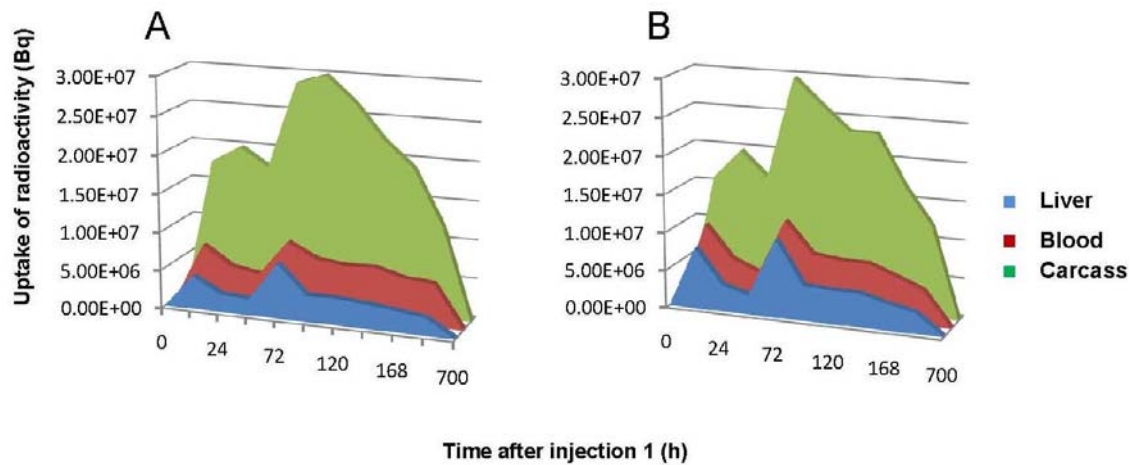 A
B
Uptake of radioactivity (Bq)
3.00E+07
2.50E+07
2.00E+07
1.50E+07
1.00E+07
5.00E+06
0.00E+00
0
24
72
120
168
700
3.00E+07
2.50E+07
2.00E+07
1.50E+07
1.00E+07
5.00E+06
0.00E+00
0
24
72
120
168
700
Liver
Blood
Carcass
Time after injection 1 (h)